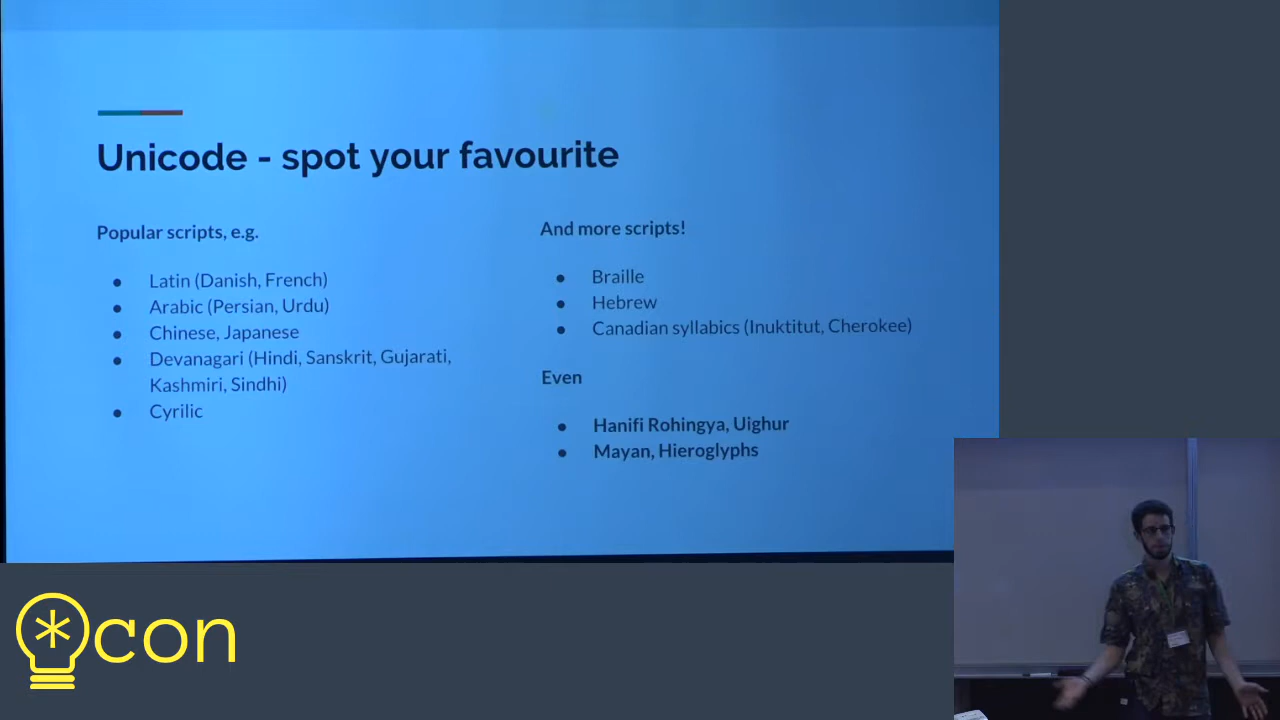 Unicode - spot your favourite
Popular scripts, e.g.
● Latin (Danish, French)
● Arabic (Persian, Urdu)
● Chinese, Japanese
● Devanagari (Hindi, Sanskrit, Gujarati,
Kashmiri, Sindhi)
● Cyrilic
And more scripts!
● Braille
● Hebrew
● Canadian syllabics (Inuktitut, Cherokee)
Even
● Hanifi Rohingya, Uighur
● Mayan, Hieroglyphs
*con